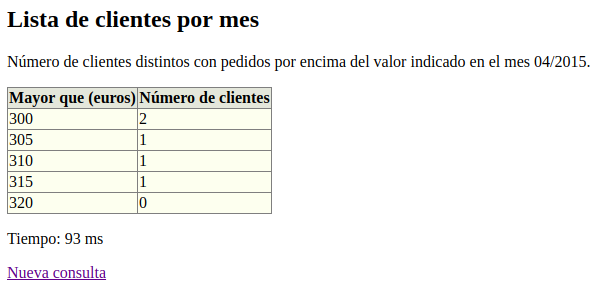 Lista de clientes por mes
Número de clientes distintos con pedidos por encima del valor indicado en el mes 04/2015.
Mayor que (euros) Número de clientes
300 2
305 1
310 1
315 1
320 0
Tiempo: 93 ms
Nueva consulta